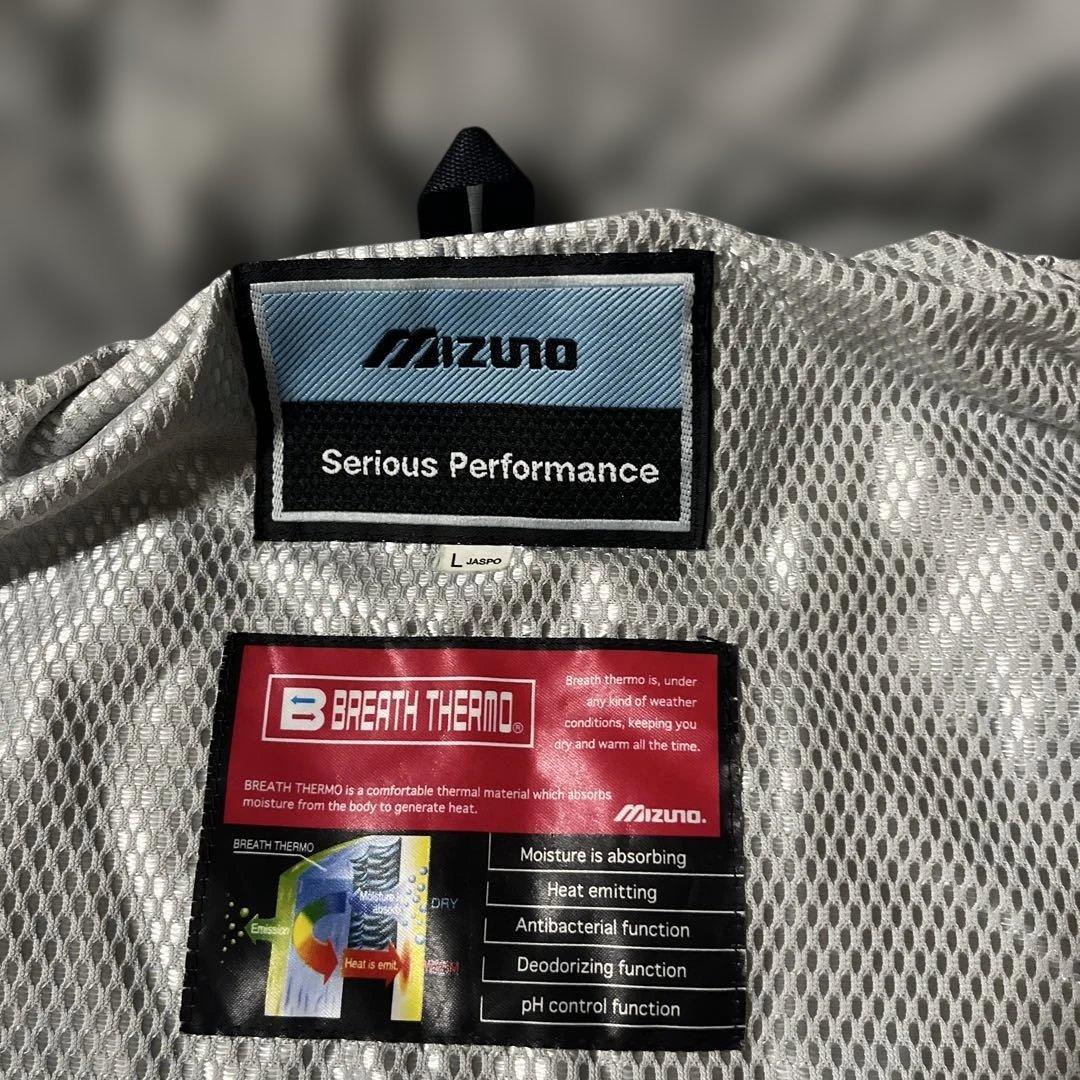 MIZUNO
Serious Performance
L JASPO
B BREATH THERMO®
Breath thermo is, under
any kind of weather
conditions, keeping you
dry and warm all the time.
BREATH THERMO is a comfortable thermal material which absorbs
moisture from the body to generate heat.
MIZUNO.
BREATH THERMO
Moisture
absorb
DRY
Emission
Heat is emit.
WARM
Moisture is absorbing
Heat emitting
Antibacterial function
Deodorizing function
pH control function